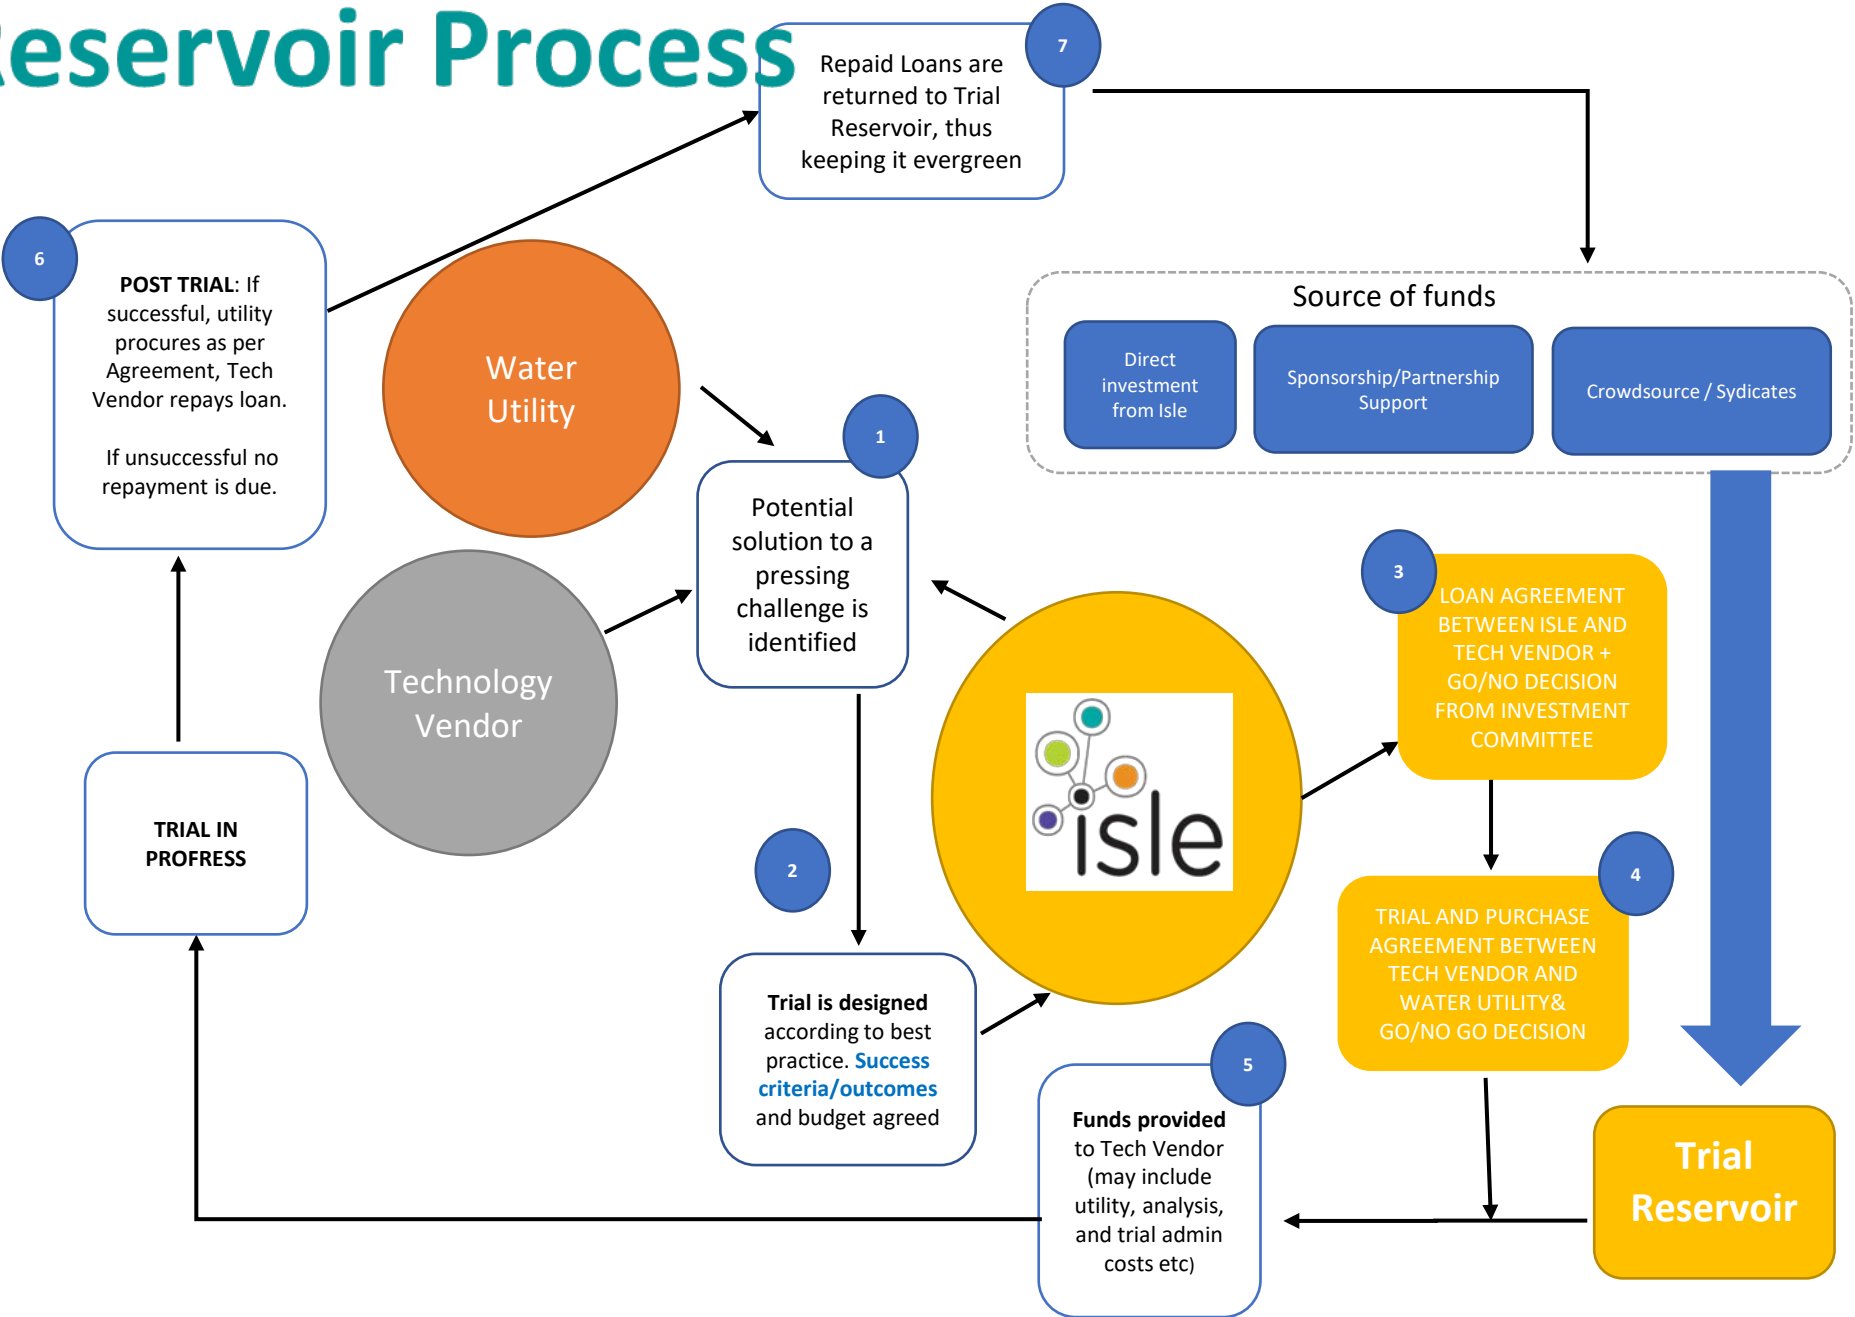 Reservoir Process
7
Repaid Loans are
returned to Trial
Reservoir, thus
keeping it evergreen
6
POST TRIAL: If
successful, utility
procures as per
Agreement, Tech
Vendor repays loan.
If unsuccessful no
repayment is due.
Water
Utility
Source of funds
Direct
investment
from Isle
Sponsorship/Partnership
Support
Crowdsource / Sydicates
1
Potential
solution to a
pressing
challenge is
identified
Technology
Vendor
3
LOAN AGREEMENT
BETWEEN ISLE AND
TECH VENDOR +
GO/NO DECISION
FROM INVESTMENT
COMMITTEE
isle
TRIAL IN
PROFRESS
2
4
TRIAL AND PURCHASE
AGREEMENT BETWEEN
TECH VENDOR AND
WATER UTILITY&
GO/NO GO DECISION
Trial is designed
according to best
practice. Success
criteria/outcomes
and budget agreed
5
Funds provided
to Tech Vendor
(may include
utility, analysis,
and trial admin
costs etc)
Trial
Reservoir